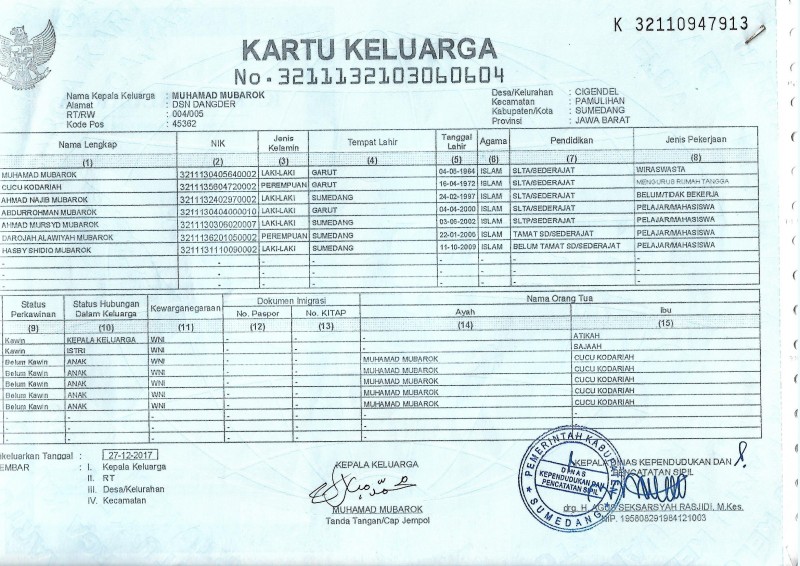 K 32110947913
KARTU KELUARGA
No.3211132103060604
Nama Kepala Keluarga : MUHAMAD MUBAROK
Alamat : DSN DANGDER
RT/RW : 004/005
Kode Pos : 45362
Desa/Kelurahan : CIGENDEL
Kecamatan : PAMULIHAN
Kabupaten/Kota : SUMEDANG
Provinsi : JAWA BARAT
Nama Lengkap NIK Jenis Kelamin Tempat Lahir Tanggal Lahir Agama Pendidikan Jenis Pekerjaan
(1) (2) (3) (4) (5) (6) (7) (8)
MUHAMAD MUBAROK 3211130405640002 LAKI-LAKI GARUT 04-05-1964 ISLAM SLTA/SEDERAJAT WIRASWASTA
CUCU KODARIAH 3211135604720002 PEREMPUAN GARUT 16-04-1972 ISLAM SLTA/SEDERAJAT MENGURUS RUMAH TANGGA
AHMAD NAJIB MUBAROK 3211132402970002 LAKI-LAKI SUMEDANG 24-02-1997 ISLAM SLTA/SEDERAJAT BELUM/TIDAK BEKERJA
ABDURROHMAN MUBAROK 3211130404000010 LAKI-LAKI GARUT 04-04-2000 ISLAM SLTA/SEDERAJAT PELAJAR/MAHASISWA
AHMAD MURSYD MUBAROK 3211130306020007 LAKI-LAKI SUMEDANG 03-06-2002 ISLAM SLTP/SEDERAJAT PELAJAR/MAHASISWA
DAROJAH ALAWIYAH MUBAROK 3211136201050002 PEREMPUAN SUMEDANG ISLAM TAMAT SD/SEDERAJAT PELAJAR/MAHASISWA
HASBY SHIDIQ MUBAROK 3211131110090002 LAKI-LAKI SUMEDANG 11-10-2009 ISLAM BELUM TAMAT SD/SEDERAJAT PELAJAR/MAHASISWA
- - - - - - -
- - - - - - -
- - - - - - -
Status Perkawinan Status Hubungan Dalam Keluarga Kewarganegaraan Dokumen Imigrasi Nama Orang Tua
No. Paspor No. KITAP Ayah Ibu
(9) (10) (11) (12) (13) (14) (15)
Kawin KEPALA KELUARGA WNI - - - ATIKAH
Kawin ISTRI WNI - - - SAJAAH
Belum Kawin ANAK WNI - - MUHAMAD MUBAROK CUCU KODARIAH
Belum Kawin ANAK WNI - - MUHAMAD MUBAROK CUCU KODARIAH
Belum Kawin ANAK WNI - - MUHAMAD MUBAROK CUCU KODARIAH
Belum Kawin ANAK WNI - - MUHAMAD MUBAROK CUCU KODARIAH
Belum Kawin ANAK WNI - - MUHAMAD MUBAROK CUCU KODARIAH
- - - - - - -
- - - - - - -
- - - - - - -
keluarkan Tanggal : 27-12-2017
EMBAR : I. Kepala Keluarga
II. RT
III. Desa/Kelurahan
IV. Kecamatan
KEPALA KELUARGA
MUHAMAD MUBAROK
Tanda Tangan/Cap Jempol
KEPALA DINAS KEPENDUDUKAN DAN
PENCATATAN SIPIL
PEMERINTAH KABUPATEN
DINAS
KEPENDUDUKAN DAN
PENCATATAN SIPIL
SUMEDANG
drg. H. AGUS SEKSARSYAH RASJIDI, M.Kes.
NIP. 195808291984121003